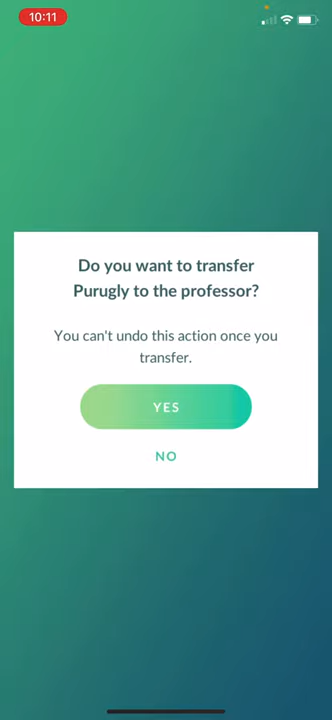 10:11
Do you want to transfer
Purugly to the professor?
You can't undo this action once you
transfer.
YES
NO